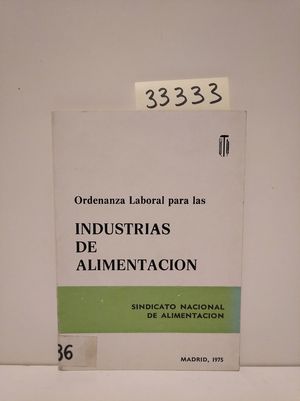 33333
Ordenanza Laboral para las
INDUSTRIAS
DE
ALIMENTACION
SINDICATO NACIONAL
DE ALIMENTACION
36
MADRID, 1975